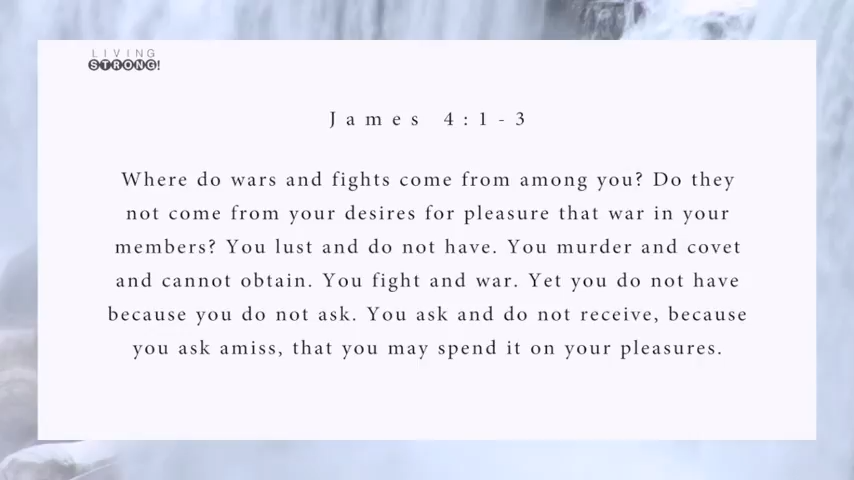 LIVING
STRONG!
James 4:1-3
Where do wars and fights come from among you? Do they
not come from your desires for pleasure that war in your
members? You lust and do not have. You murder and covet
and cannot obtain. You fight and war. Yet you do not have
because you do not ask. You ask and do not receive, because
you ask amiss, that you may spend it on your pleasures.